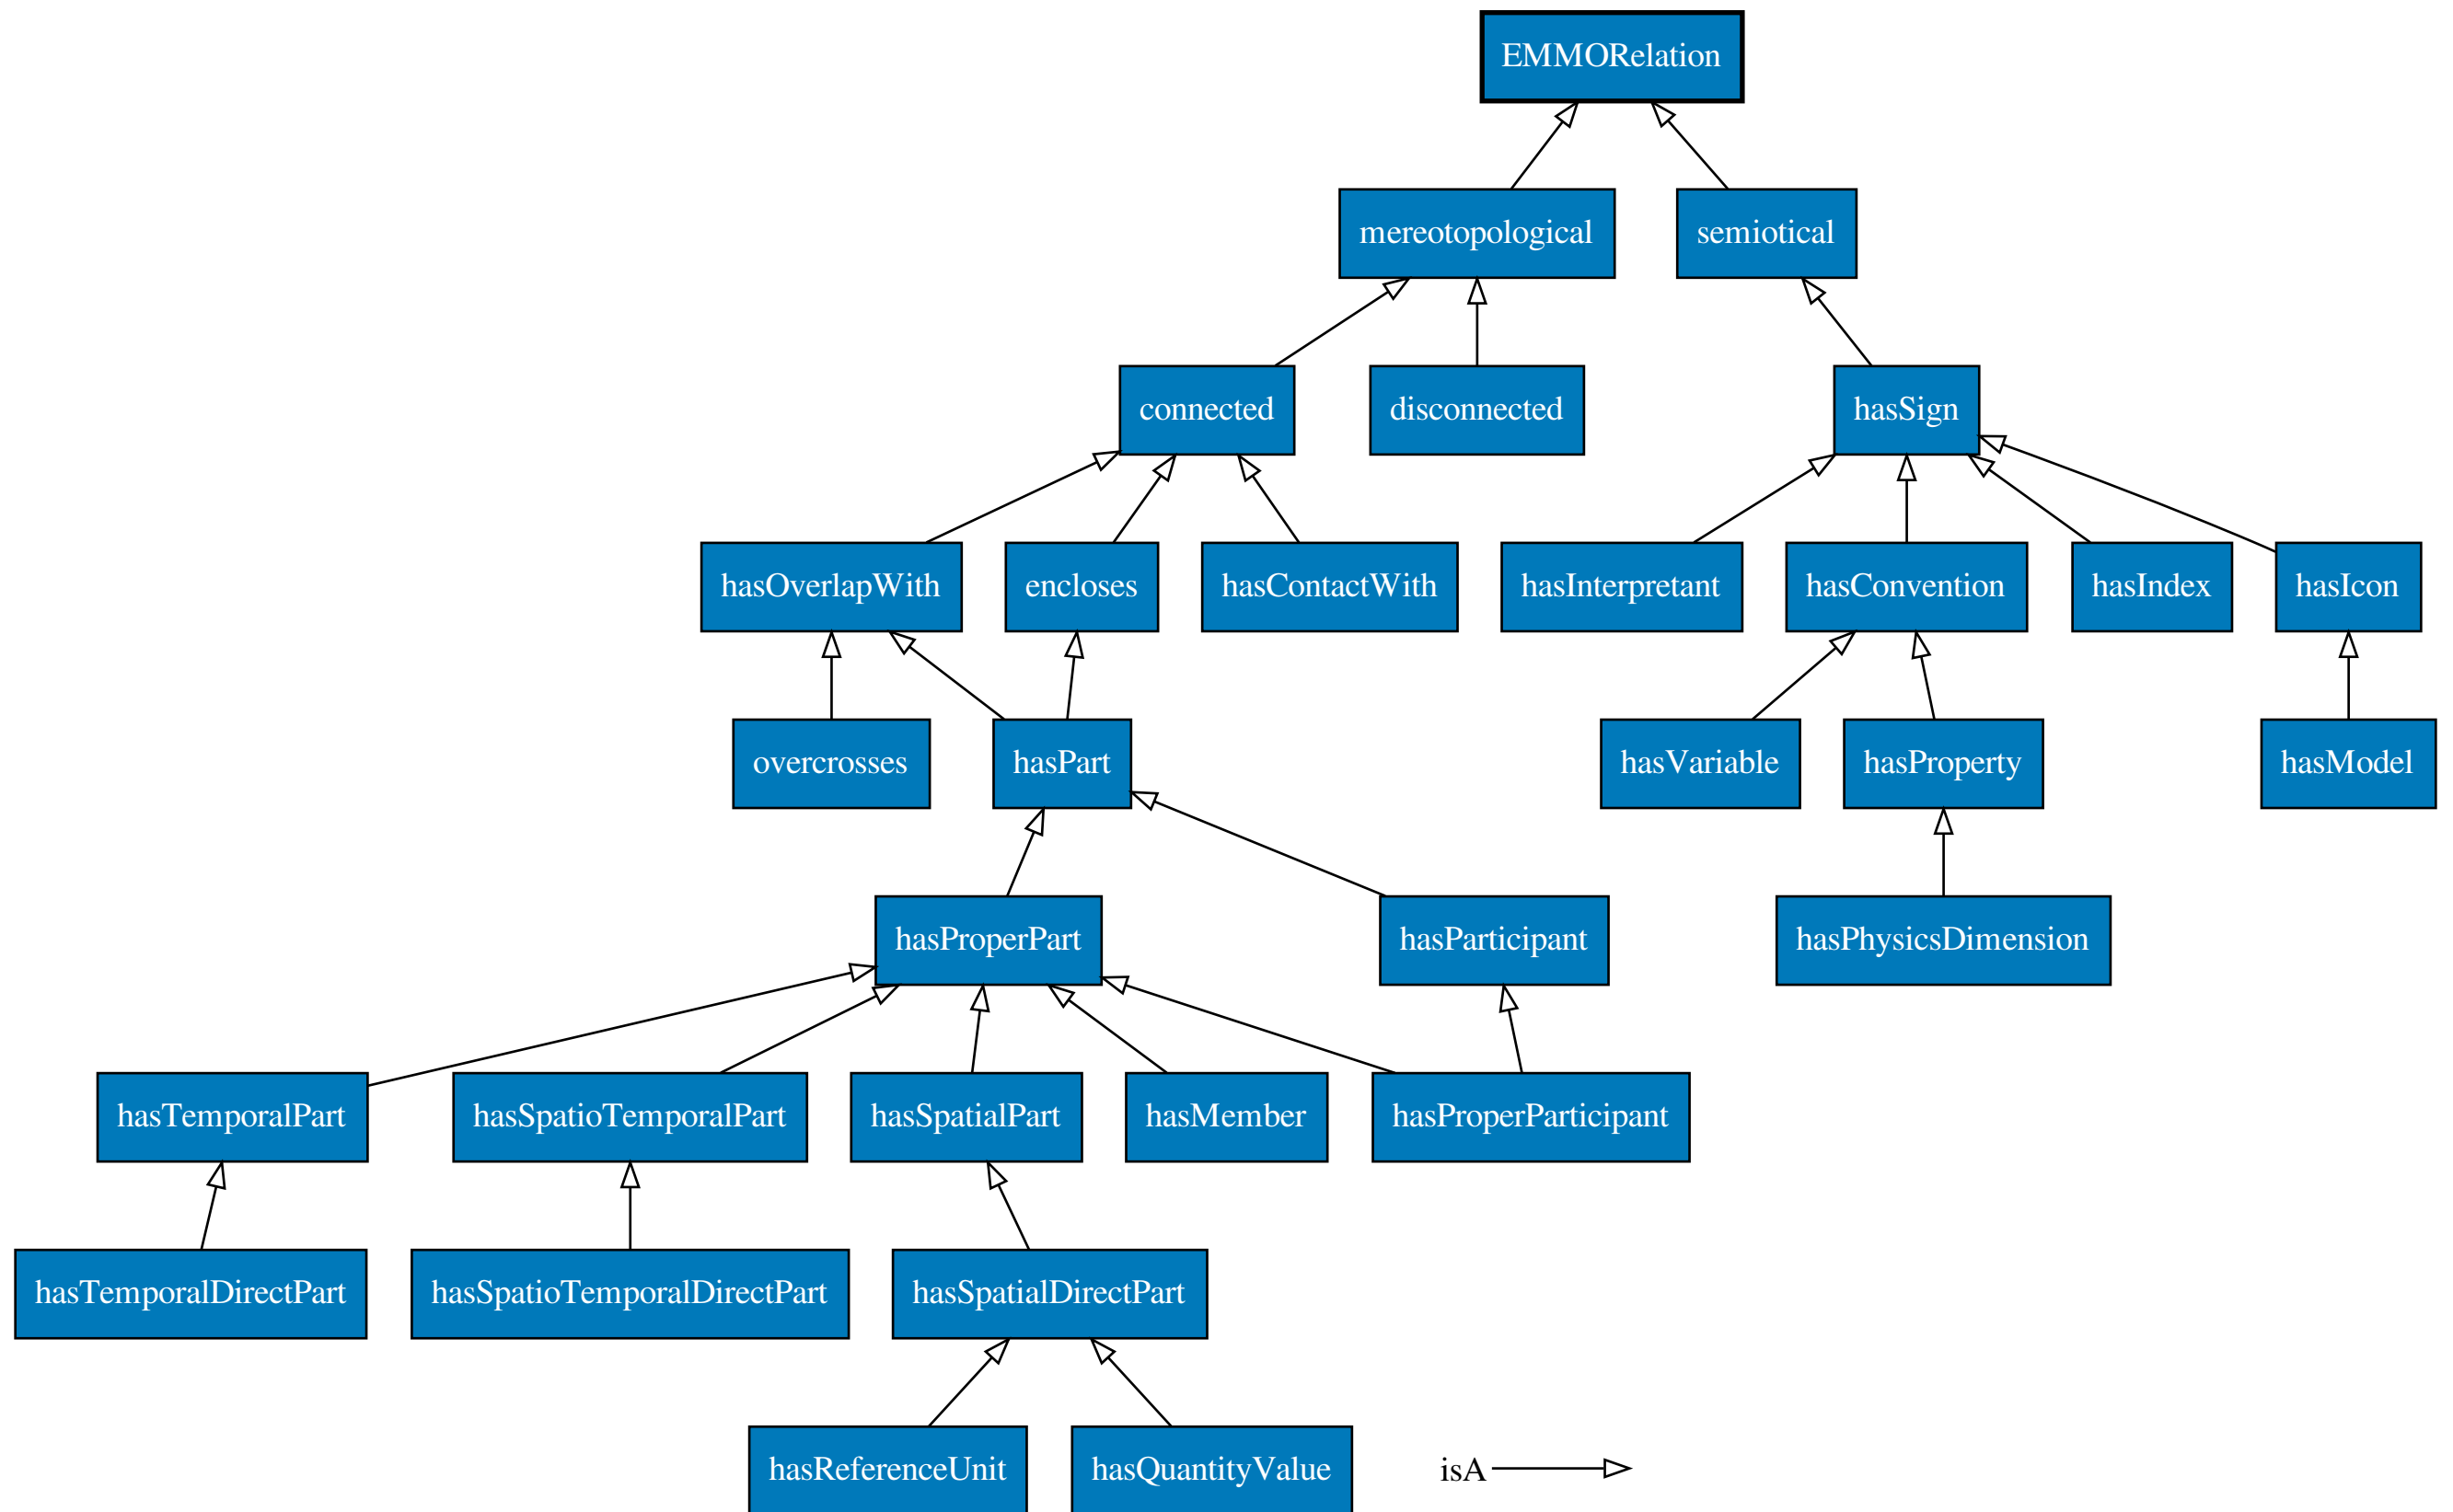 EMMORelation
mereotopological
semiotical
connected
disconnected
hasSign
hasOverlapWith
encloses
hasContactWith
hasInterpretant
hasConvention
hasIndex
hasIcon
overcrosses
hasPart
hasVariable
hasProperty
hasModel
hasProperPart
hasParticipant
hasPhysicsDimension
hasTemporalPart
hasSpatioTemporalPart
hasSpatialPart
hasMember
hasProperParticipant
hasTemporalDirectPart
hasSpatioTemporalDirectPart
hasSpatialDirectPart
hasReferenceUnit
hasQuantityValue
isA